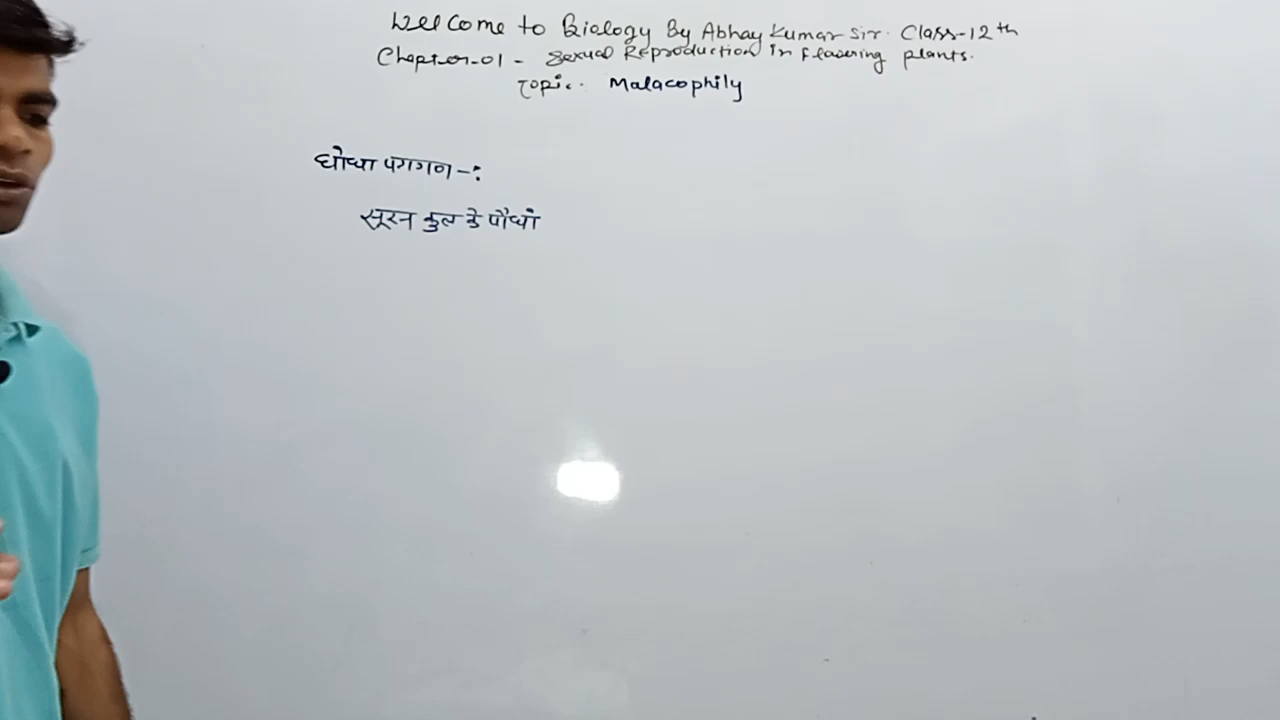 Welcome to Biology By Abhay Kumar Sir. Class-12th
Chapter-01 - Sexual Reproduction in flowering plants.
Topic. Malacophily
घोंघा परागण-:
सूरन कुल के पौधों